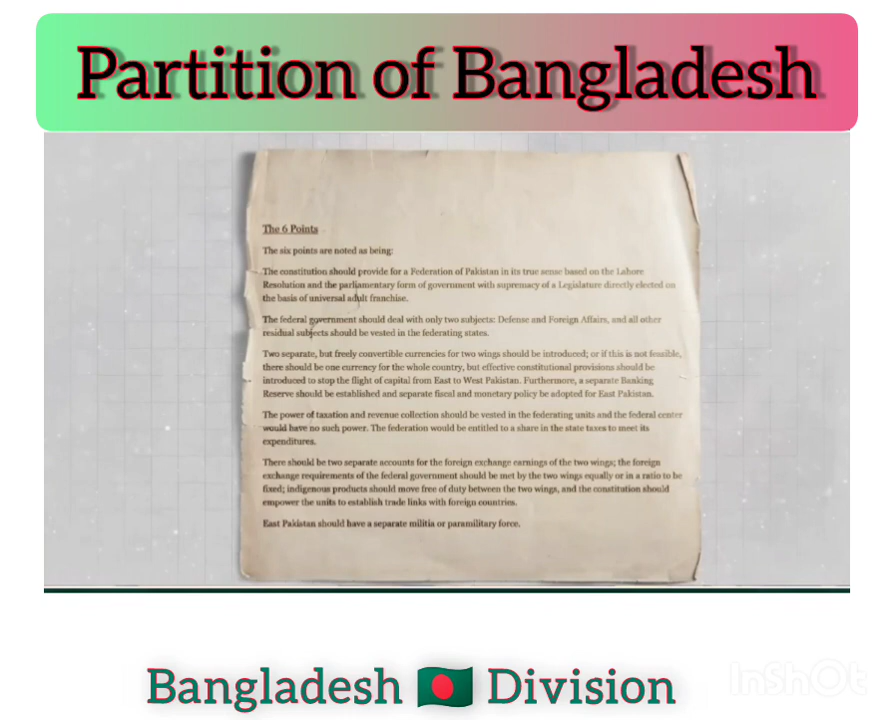 Partition of Bangladesh
The 6 Points
The six points are noted as being:
The constitution should provide for a Federation of Pakistan in its true sense based on the Lahore
Resolution and the parliamentary form of government with supremacy of a Legislature directly elected on
the basis of universal adult franchise.
The federal government should deal with only two subjects: Defense and Foreign Affairs, and all other
residual subjects should be vested in the federating states.
Two separate, but freely convertible currencies for two wings should be introduced; or if this is not feasible,
there should be one currency for the whole country, but effective constitutional provisions should be
introduced to stop the flight of capital from East to West Pakistan. Furthermore, a separate Banking
Reserve should be established and separate fiscal and monetary policy be adopted for East Pakistan.
The power of taxation and revenue collection should be vested in the federating units and the federal center
would have no such power. The federation would be entitled to a share in the state taxes to meet its
expenditures.
There should be two separate accounts for the foreign exchange earnings of the two wings; the foreign
exchange requirements of the federal government should be met by the two wings equally or in a ratio to be
fixed; indigenous products should move free of duty between the two wings, and the constitution should
empower the units to establish trade links with foreign countries.
East Pakistan should have a separate militia or paramilitary force.
Bangladesh 🇧🇩 Division
InShOt